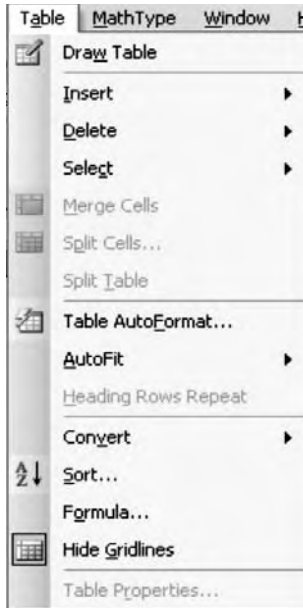 Table MathType Window
Draw Table
Insert
Delete
Select
Merge Cells
Split Cells...
Split Table
Table AutoFormat...
AutoFit
Heading Rows Repeat
Convert
Sort...
Formula...
Hide Gridlines
Table Properties...